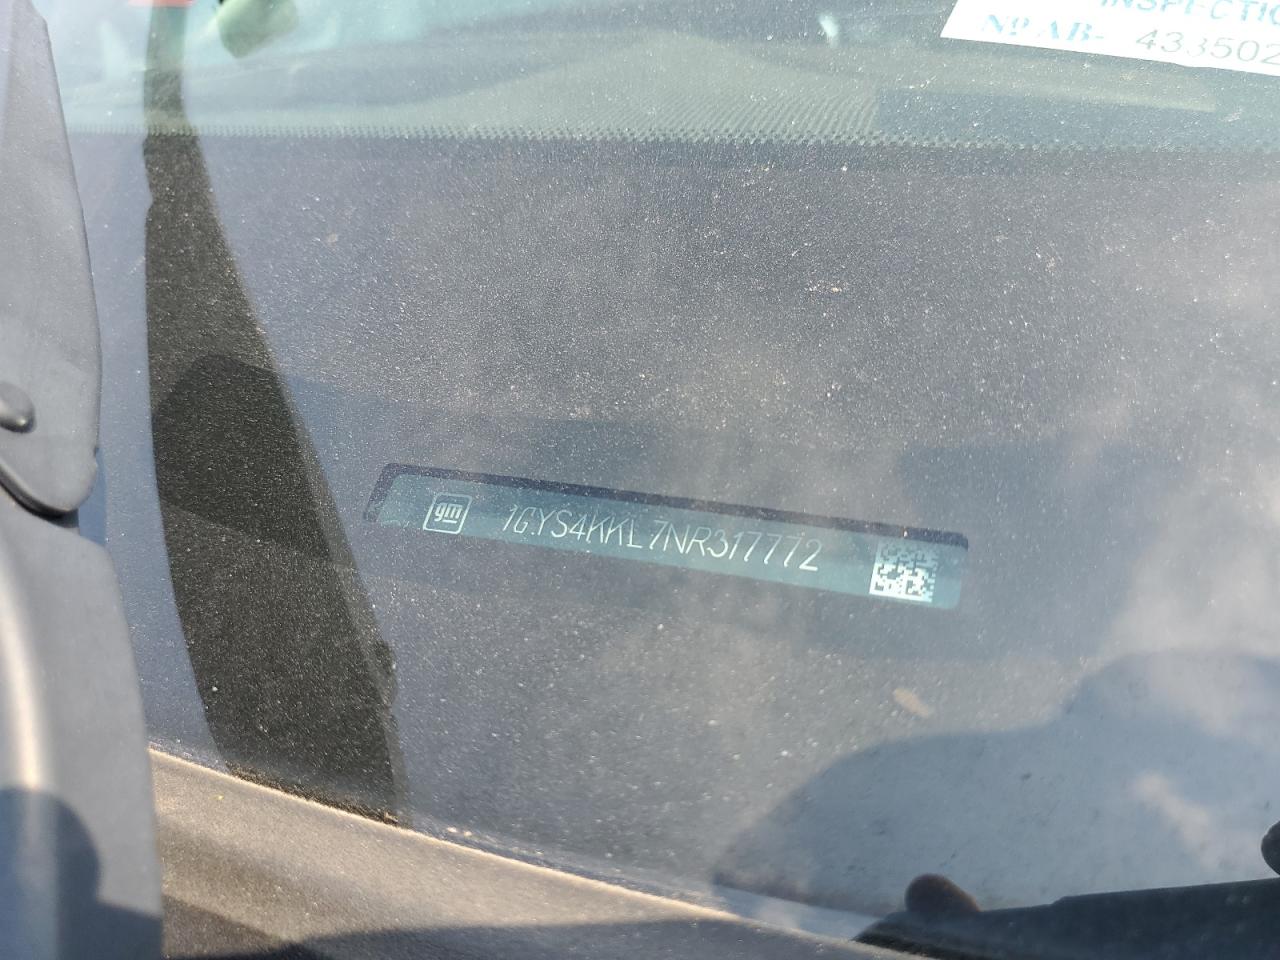 INSPECTIO
Nº AB- 433502
gm 1GYS4KKL7NR317772